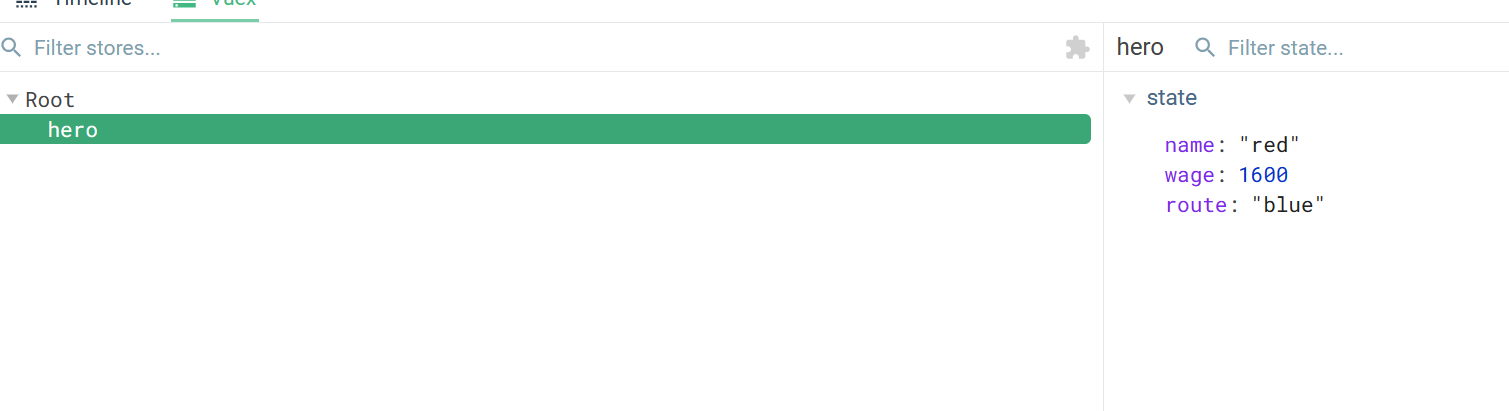 Timeline Vuex
Filter stores...
hero Filter state...
Root
hero
state
name: "red"
wage: 1600
route: "blue"